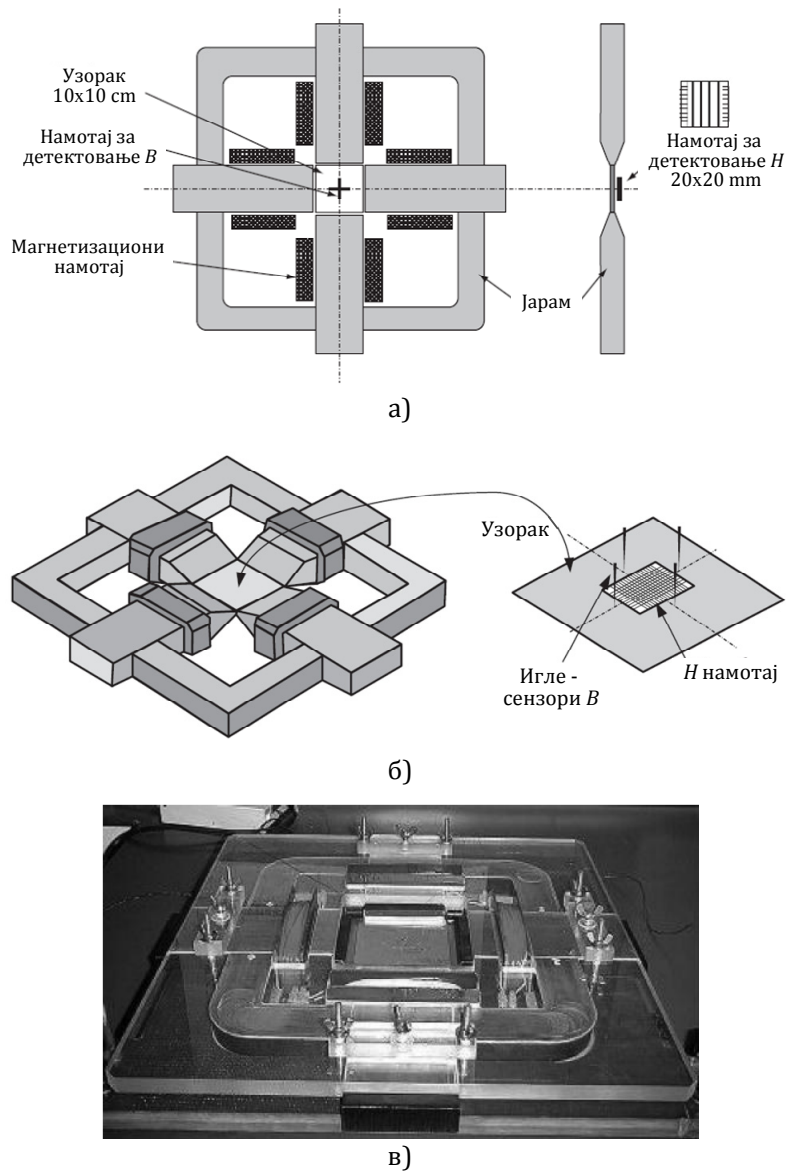 Узорак
10x10 cm
Намотај за
детектовање B
Магнетизациони
намотај
Јарам
Намотај за
детектовање H
20x20 mm
а)
Узорак
Игле -
сензори B
H намотај
б)
в)